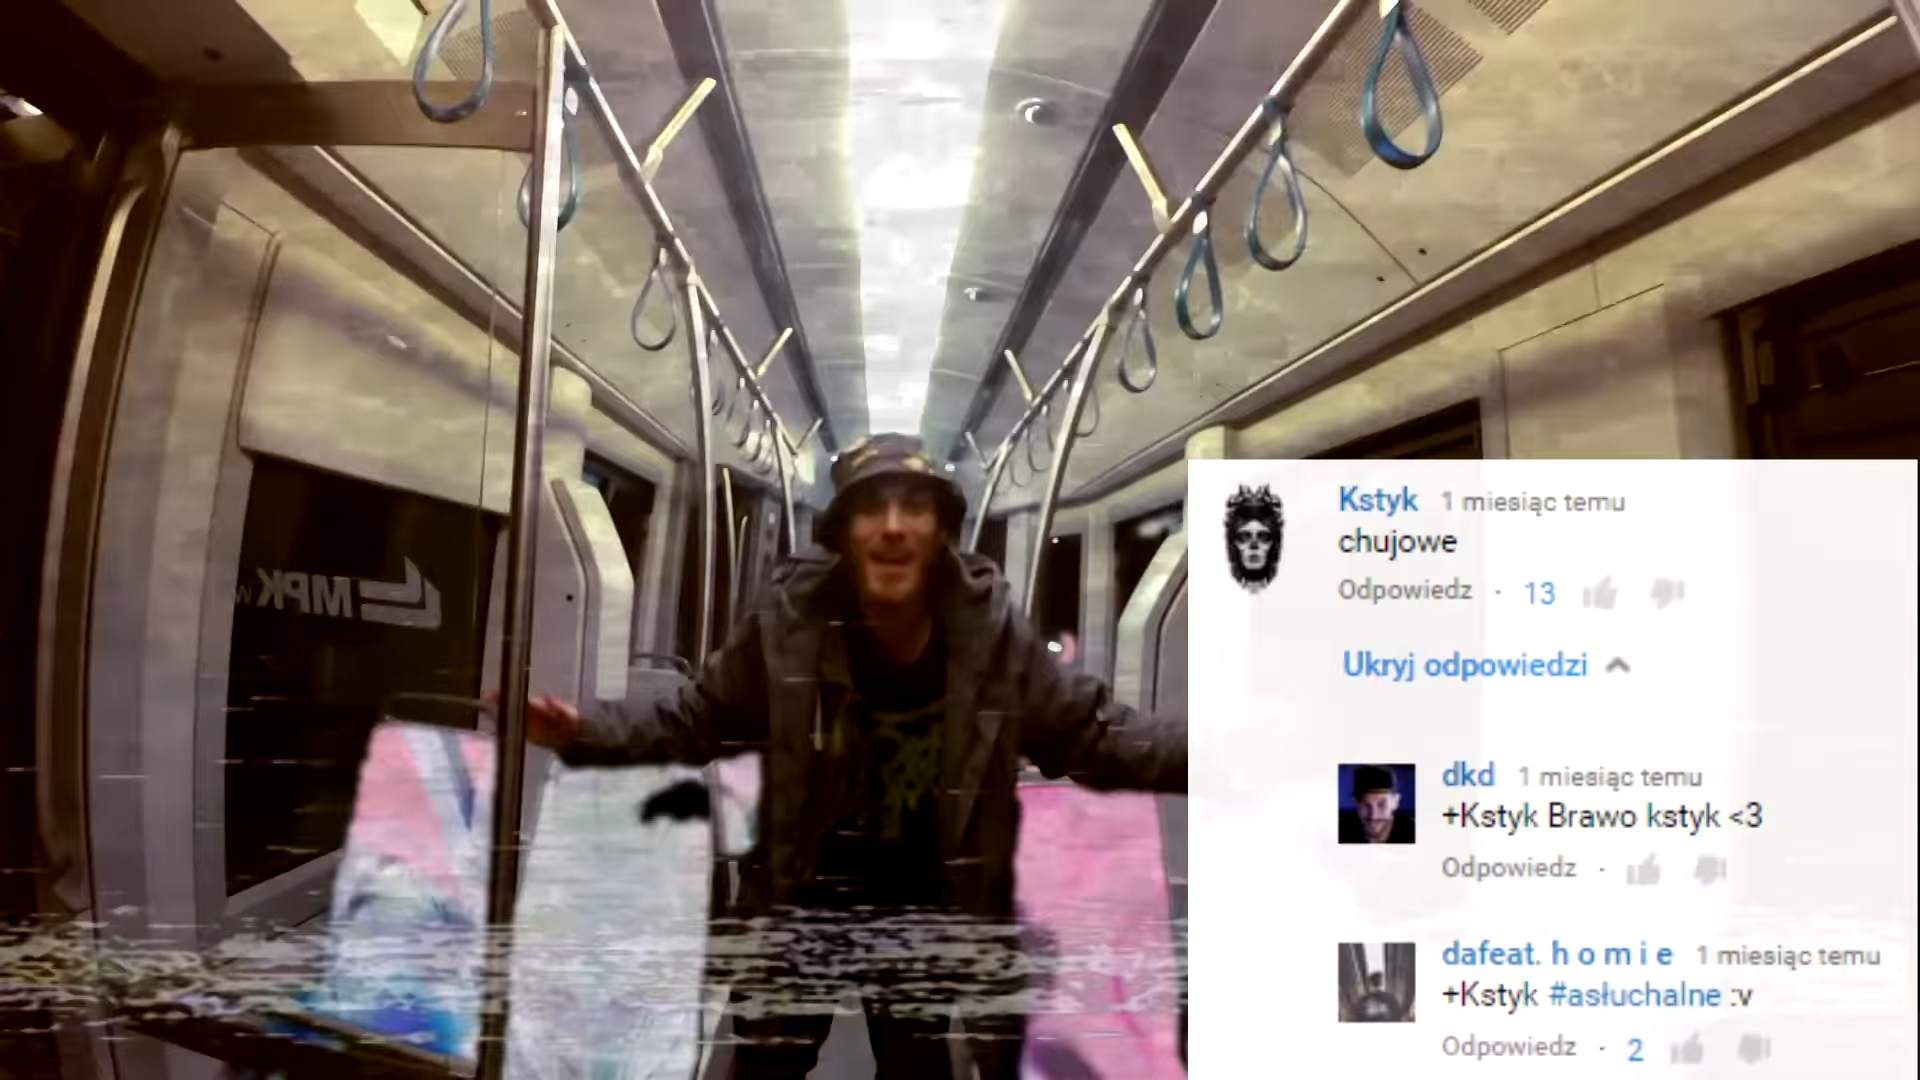 MPK
Kstyk 1 miesiąc temu
chujowe
Odpowiedz · 13
Ukryj odpowiedzi
dkd 1 miesiąc temu
+Kstyk Brawo kstyk <3
Odpowiedz ·
dafeat. h o m i e 1 miesiąc temu
+Kstyk #asłuchalne :v
Odpowiedz · 2